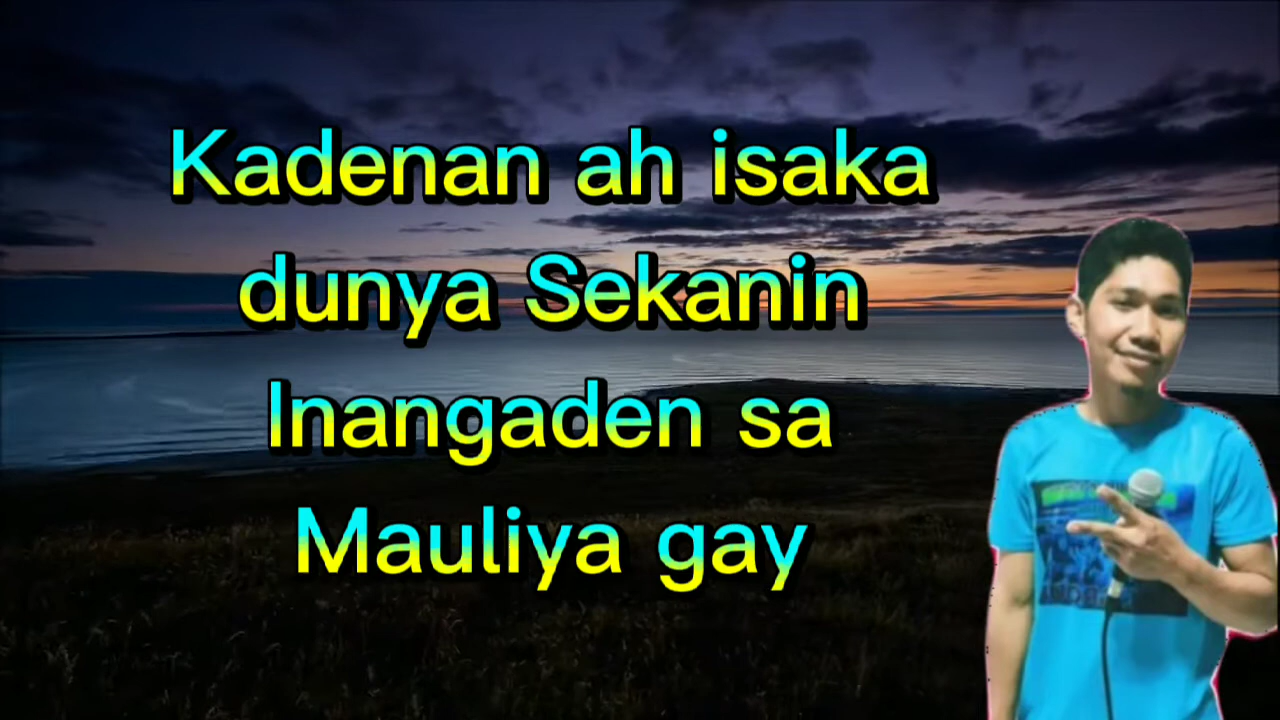 Kadenan ah isaka
dunya Sekanin
Inangaden sa
Mauliya gay